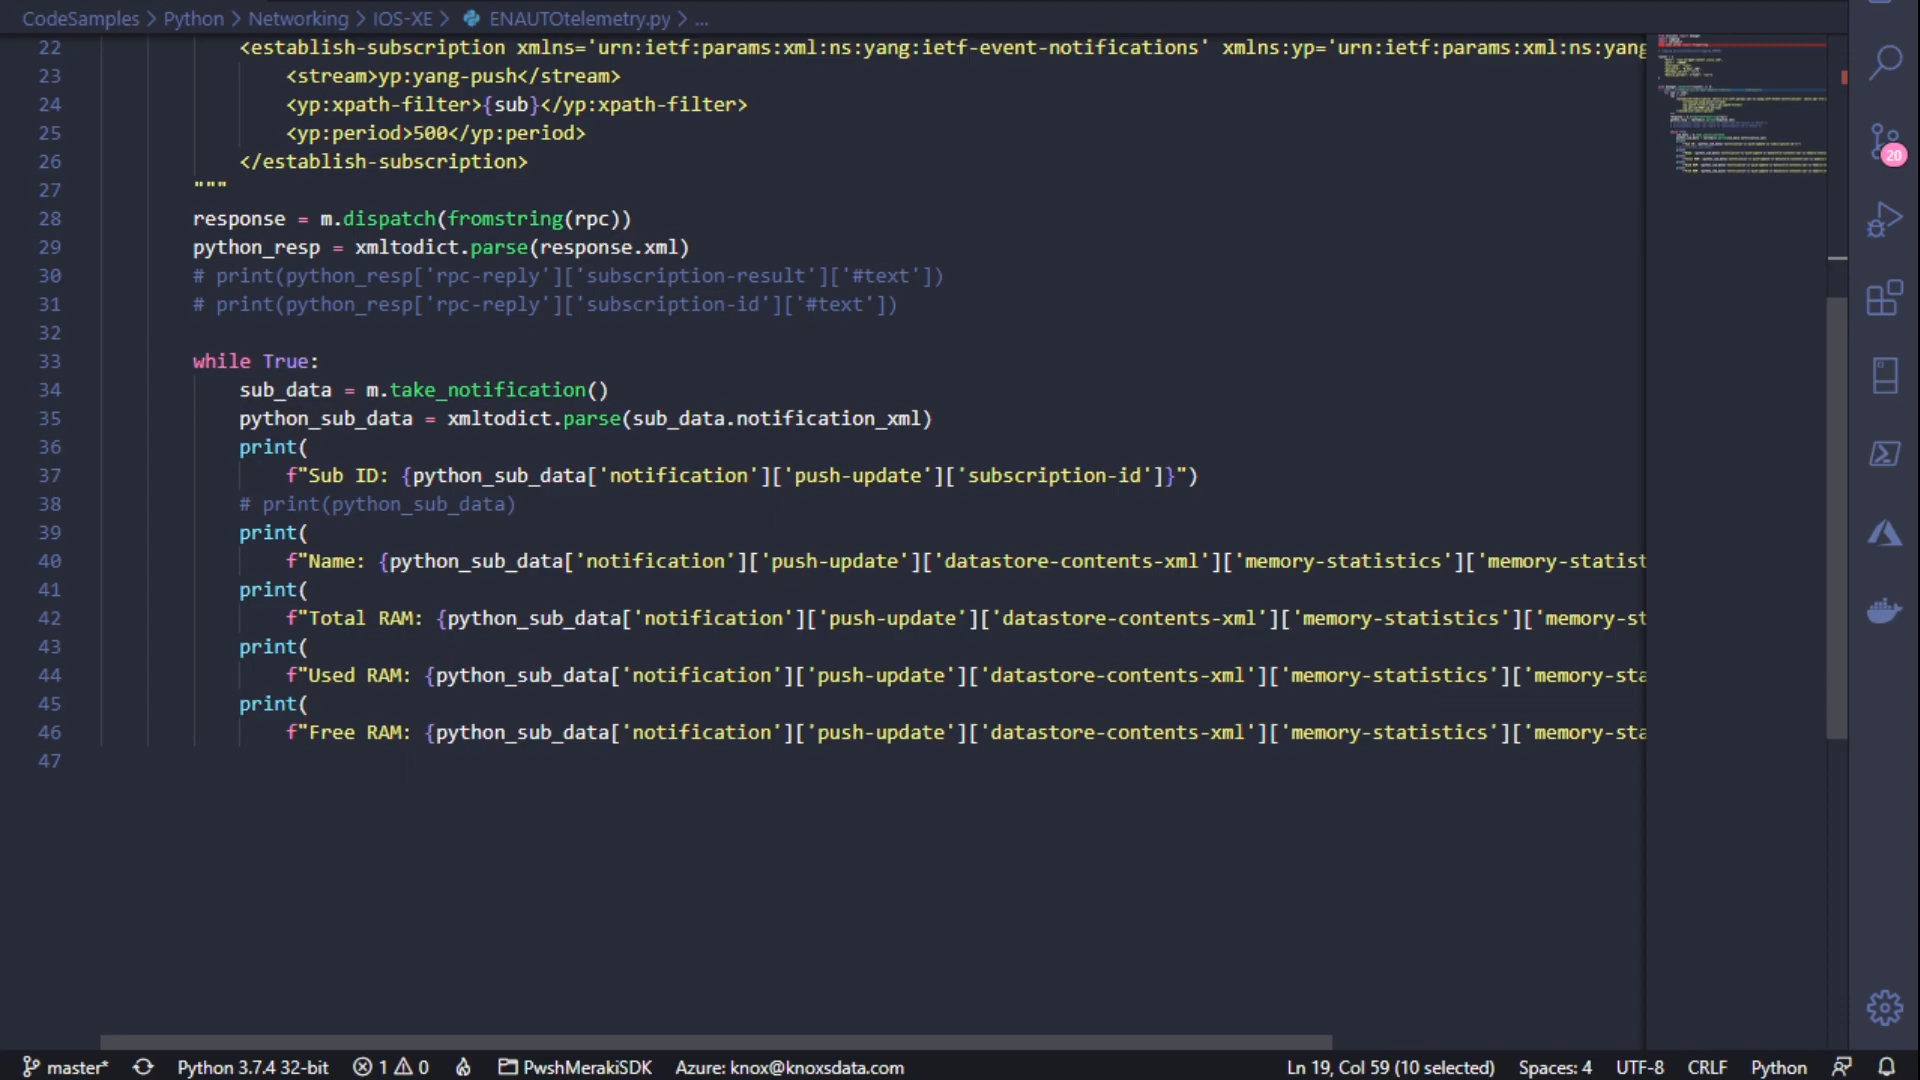 CodeSamples > Python > Networking > IOS-XE > ENAUTOtelemetry.py > ...
22 <establish-subscription xmlns='urn:ietf:params:xml:ns:yang:ietf-event-notifications' xmlns:yp='urn:ietf:params:xml:ns:yang
23 <stream>yp:yang-push</stream>
24 <yp:xpath-filter>{sub}</yp:xpath-filter>
25 <yp:period>500</yp:period>
26 </establish-subscription>
27 """
28 response = m.dispatch(fromstring(rpc))
29 python_resp = xmltodict.parse(response.xml)
30 # print(python_resp['rpc-reply']['subscription-result']['#text'])
31 # print(python_resp['rpc-reply']['subscription-id']['#text'])
32
33 while True:
34 sub_data = m.take_notification()
35 python_sub_data = xmltodict.parse(sub_data.notification_xml)
36 print(
37 f"Sub ID: {python_sub_data['notification']['push-update']['subscription-id']}")
38 # print(python_sub_data)
39 print(
40 f"Name: {python_sub_data['notification']['push-update']['datastore-contents-xml']['memory-statistics']['memory-statist
41 print(
42 f"Total RAM: {python_sub_data['notification']['push-update']['datastore-contents-xml']['memory-statistics']['memory-st
43 print(
44 f"Used RAM: {python_sub_data['notification']['push-update']['datastore-contents-xml']['memory-statistics']['memory-sta
45 print(
46 f"Free RAM: {python_sub_data['notification']['push-update']['datastore-contents-xml']['memory-statistics']['memory-sta
47
20
master* Python 3.7.4 32-bit 1 0 PwshMerakiSDK Azure: knox@knoxsdata.com Ln 19, Col 59 (10 selected) Spaces: 4 UTF-8 CRLF Python